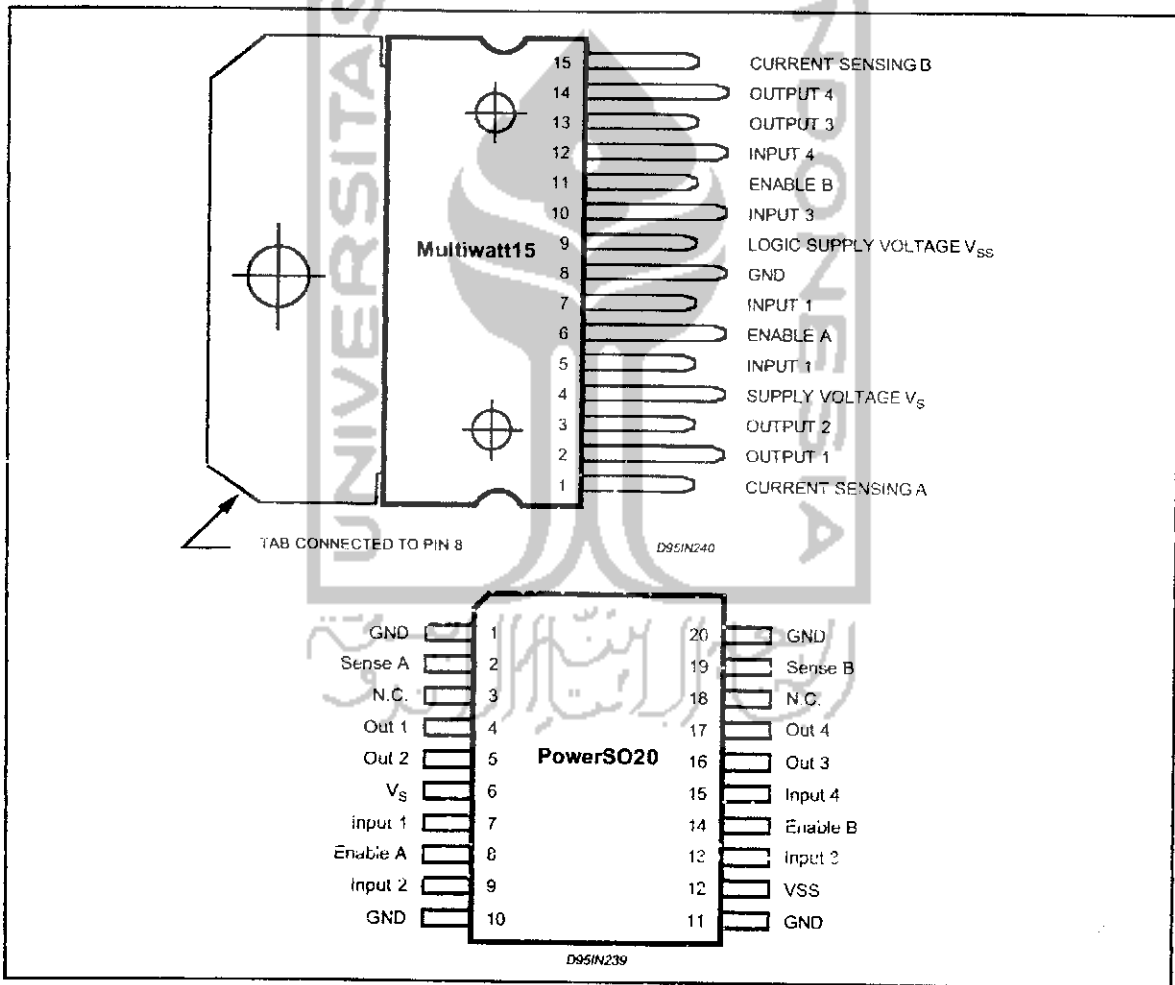 UNIVERSITAS
INDONESIA
15 CURRENT SENSING B
14 OUTPUT 4
13 OUTPUT 3
12 INPUT 4
11 ENABLE B
10 INPUT 3
Multiwatt15
9 LOGIC SUPPLY VOLTAGE VSS
8 GND
7 INPUT 1
6 ENABLE A
5 INPUT 1
4 SUPPLY VOLTAGE VS
3 OUTPUT 2
2 OUTPUT 1
1 CURRENT SENSING A
TAB CONNECTED TO PIN 8
D95IN240
GND 1 20 GND
Sense A 2 19 Sense B
N.C. 3 18 N.C.
Out 1 4 17 Out 4
Out 2 5 PowerSO20 16 Out 3
VS 6 15 Input 4
Input 1 7 14 Enable B
Enable A 8 13 Input 3
Input 2 9 12 VSS
GND 10 11 GND
D95IN239